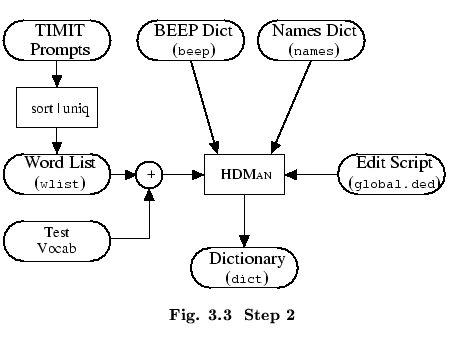 TIMIT
Prompts
BEEP Dict
(beep)
Names Dict
(names)
sort | uniq
Word List
(wlist)
+
HDMAN
Edit Script
(global.ded)
Test
Vocab
Dictionary
(dict)
Fig. 3.3 Step 2